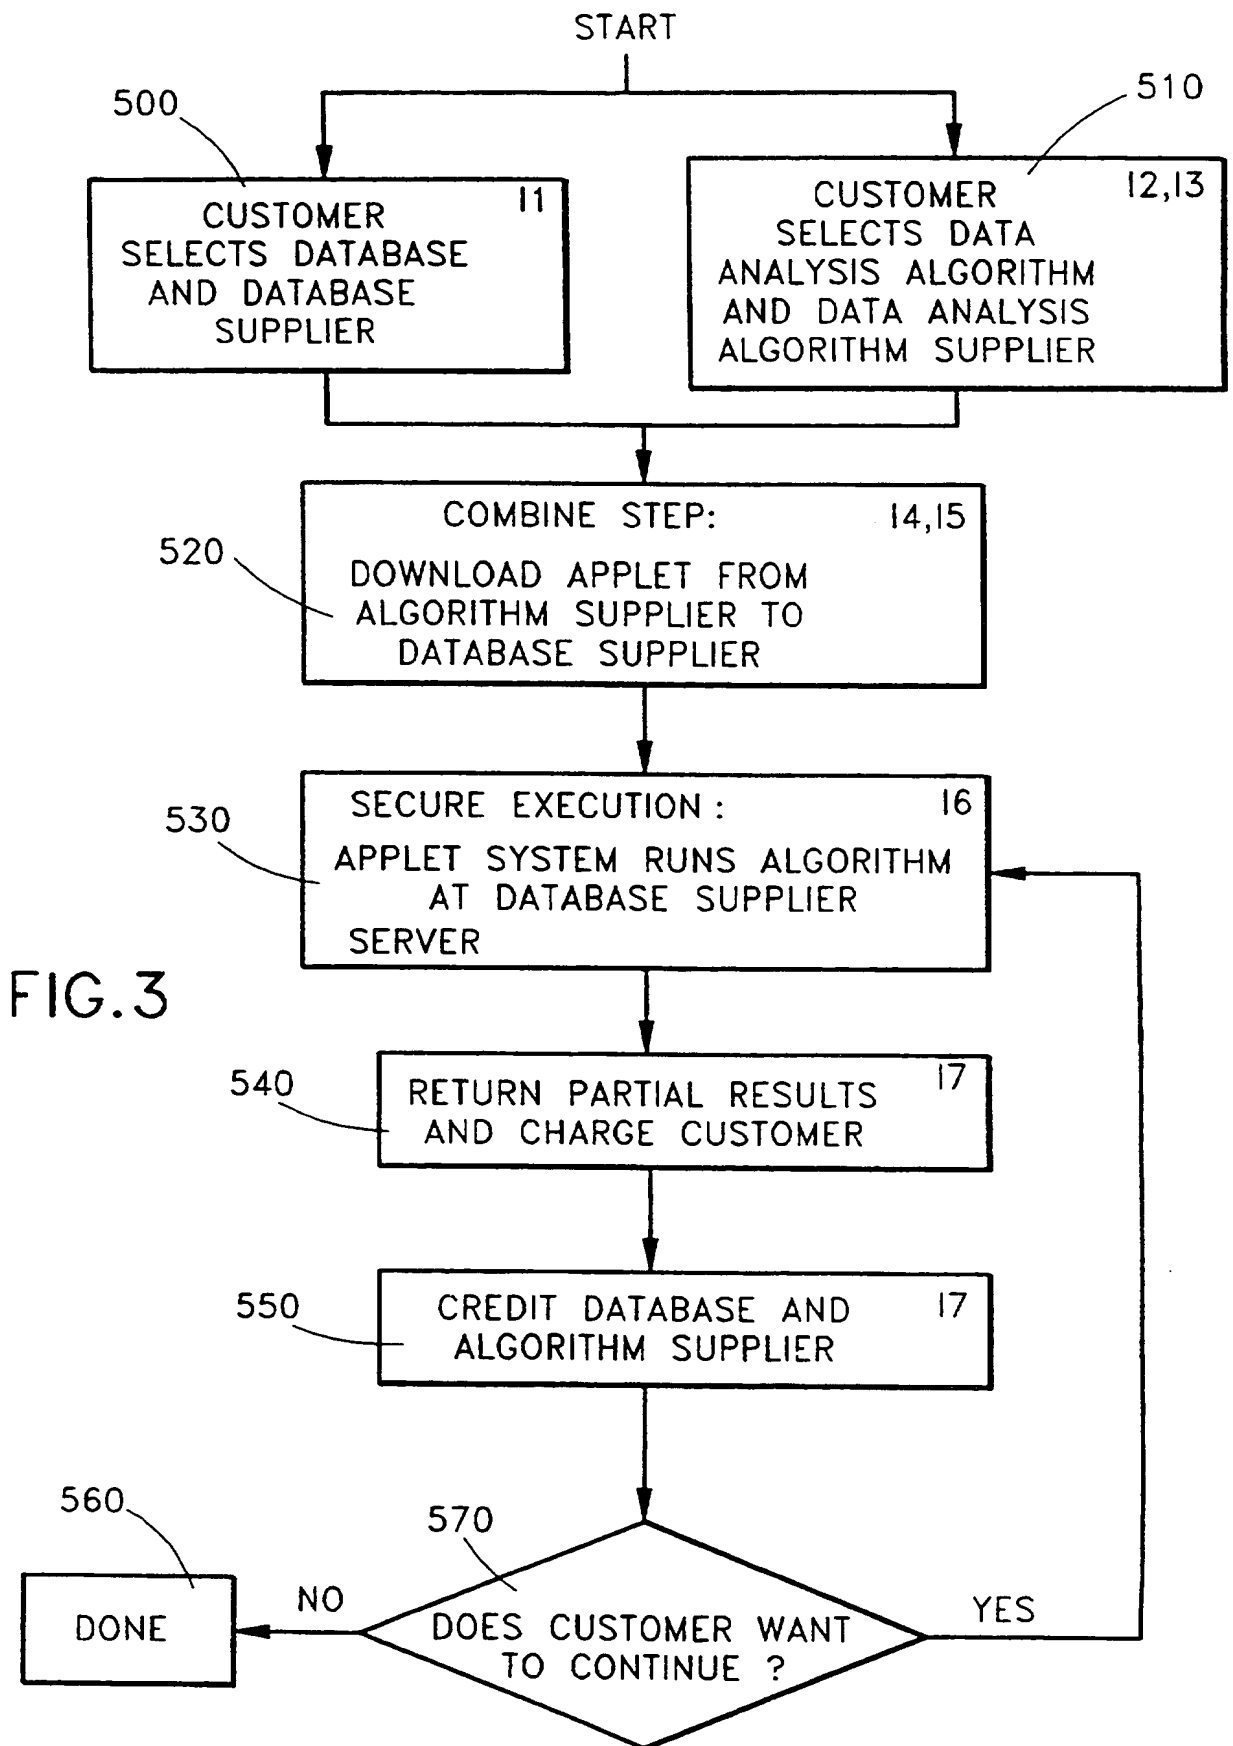 START
500
510
11
CUSTOMER
SELECTS DATABASE
AND DATABASE
SUPPLIER
12,13
CUSTOMER
SELECTS DATA
ANALYSIS ALGORITHM
AND DATA ANALYSIS
ALGORITHM SUPPLIER
520
COMBINE STEP:
14,15
DOWNLOAD APPLET FROM
ALGORITHM SUPPLIER TO
DATABASE SUPPLIER
530
SECURE EXECUTION:
16
APPLET SYSTEM RUNS ALGORITHM
AT DATABASE SUPPLIER
SERVER
FIG.3
540
17
RETURN PARTIAL RESULTS
AND CHARGE CUSTOMER
550
17
CREDIT DATABASE AND
ALGORITHM SUPPLIER
560
DONE
NO
570
DOES CUSTOMER WANT
TO CONTINUE ?
YES